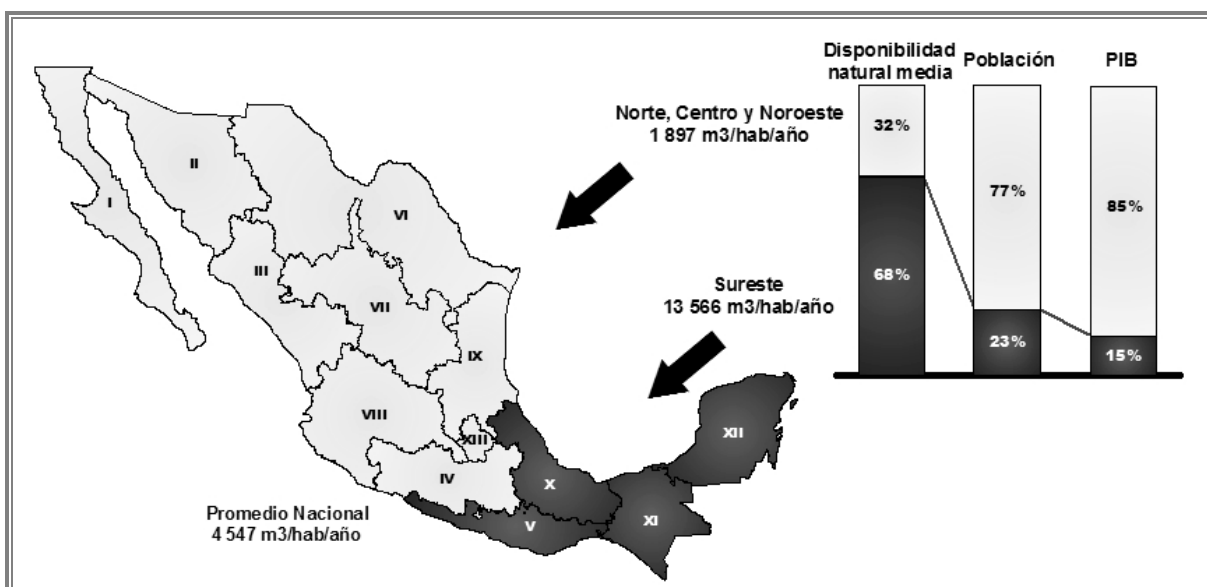 Disponibilidad
natural media
Población
PIB
Norte, Centro y Noroeste
1 897 m3/hab/año
32%
77%
85%
II
I
VI
III
Sureste
13 566 m3/hab/año
68%
VII
23%
15%
IX
VIII
XIII
XII
IV
X
Promedio Nacional
4 547 m3/hab/año
V
XI